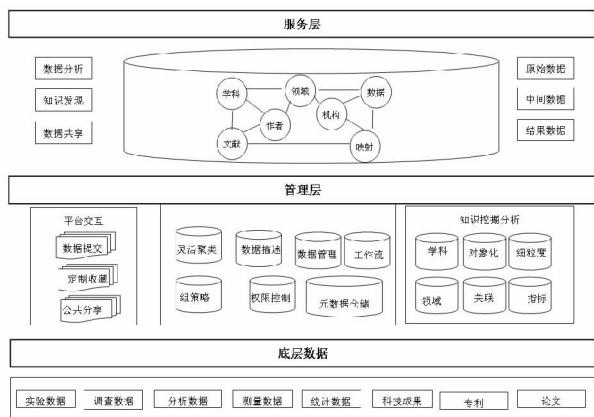 服务层
数据分析
知识发现
数据共享
学科
领域
数据
作者
机构
文献
映射
原始数据
中间数据
结果数据
管理层
平台交互
数据提交
定制收藏
公共分享
灵活聚类
数据描述
数据管理
工作流
组策略
权限控制
元数据仓储
知识挖掘分析
学科
对象化
细粒度
领域
关联
指标
底层数据
实验数据
调查数据
分析数据
测量数据
统计数据
科技成果
专利
论文